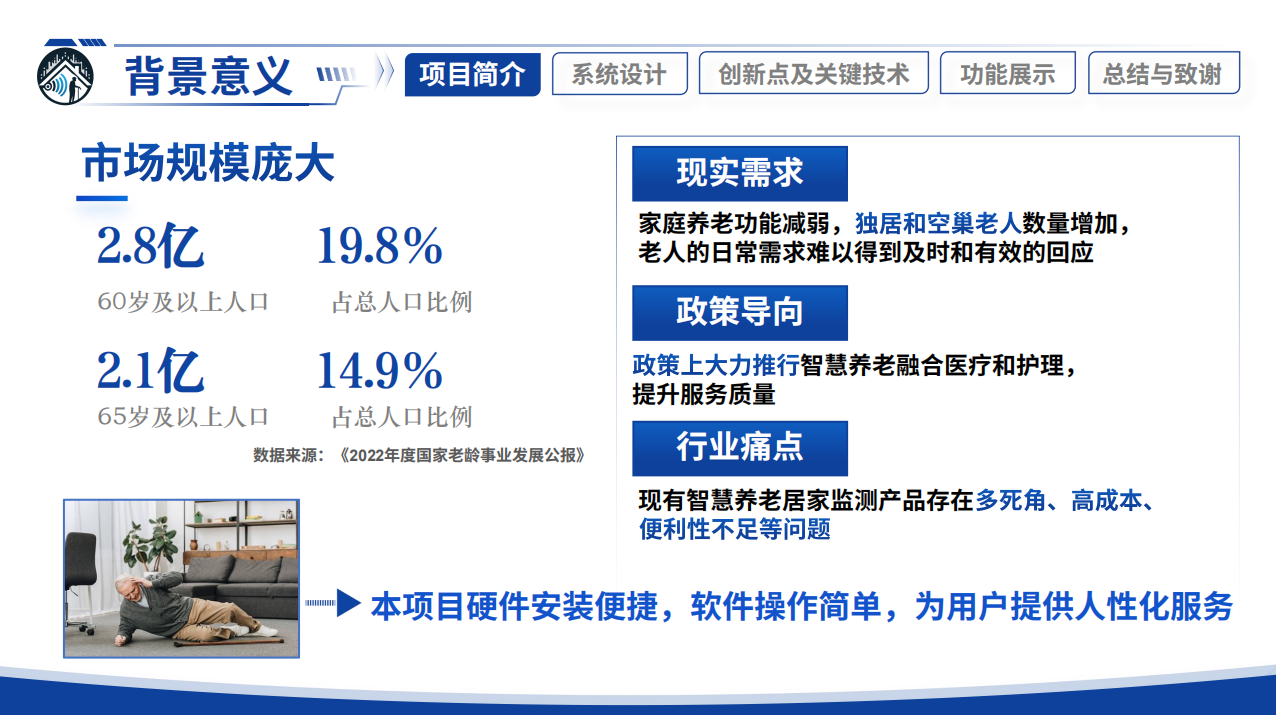 背景意义
项目简介
系统设计
创新点及关键技术
功能展示
总结与致谢
市场规模庞大
2.8亿
19.8%
60岁及以上人口
占总人口比例
2.1亿
14.9%
65岁及以上人口
占总人口比例
数据来源：《2022年度国家老龄事业发展公报》
现实需求
家庭养老功能减弱，独居和空巢老人数量增加，
老人的日常需求难以得到及时和有效的回应
政策导向
政策上大力推行智慧养老融合医疗和护理，
提升服务质量
行业痛点
现有智慧养老居家监测产品存在多死角、高成本、
便利性不足等问题
本项目硬件安装便捷，软件操作简单，为用户提供人性化服务